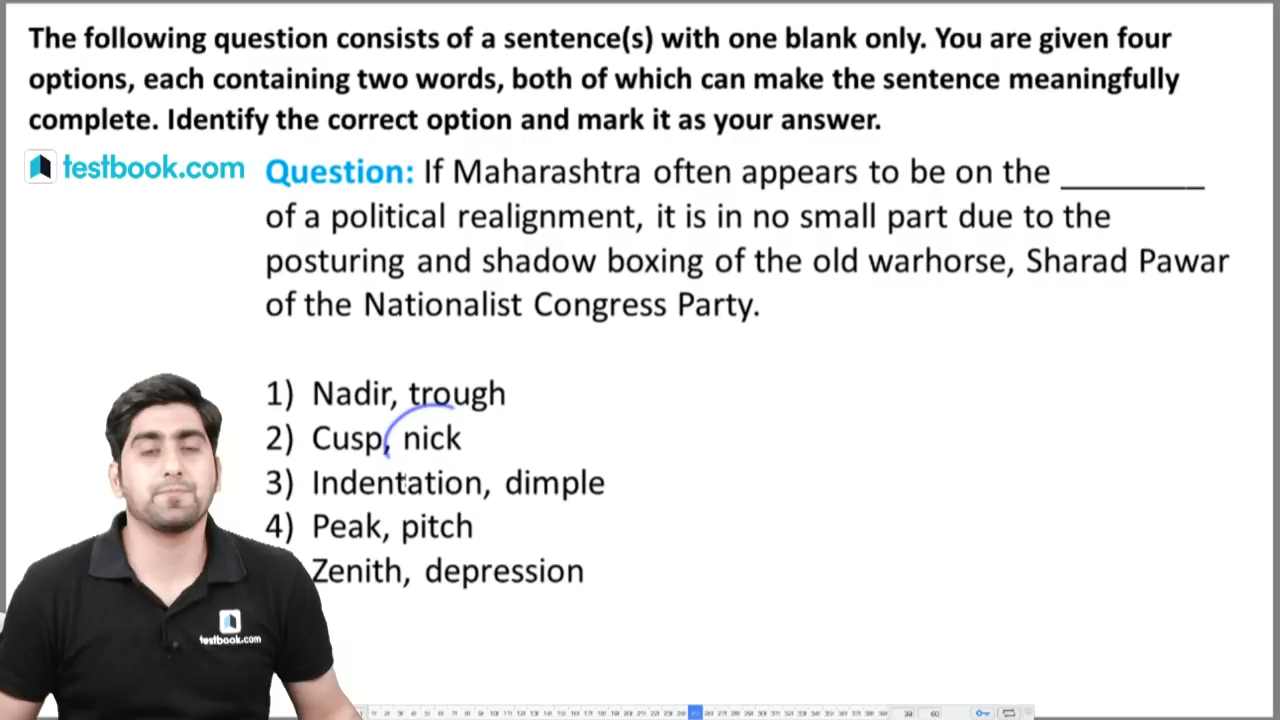 The following question consists of a sentence(s) with one blank only. You are given four
options, each containing two words, both of which can make the sentence meaningfully
complete. Identify the correct option and mark it as your answer.
testbook.com
Question: If Maharashtra often appears to be on the ________
of a political realignment, it is in no small part due to the
posturing and shadow boxing of the old warhorse, Sharad Pawar
of the Nationalist Congress Party.
1) Nadir, trough
2) Cusp, nick
3) Indentation, dimple
4) Peak, pitch
Zenith, depression
testbook.com